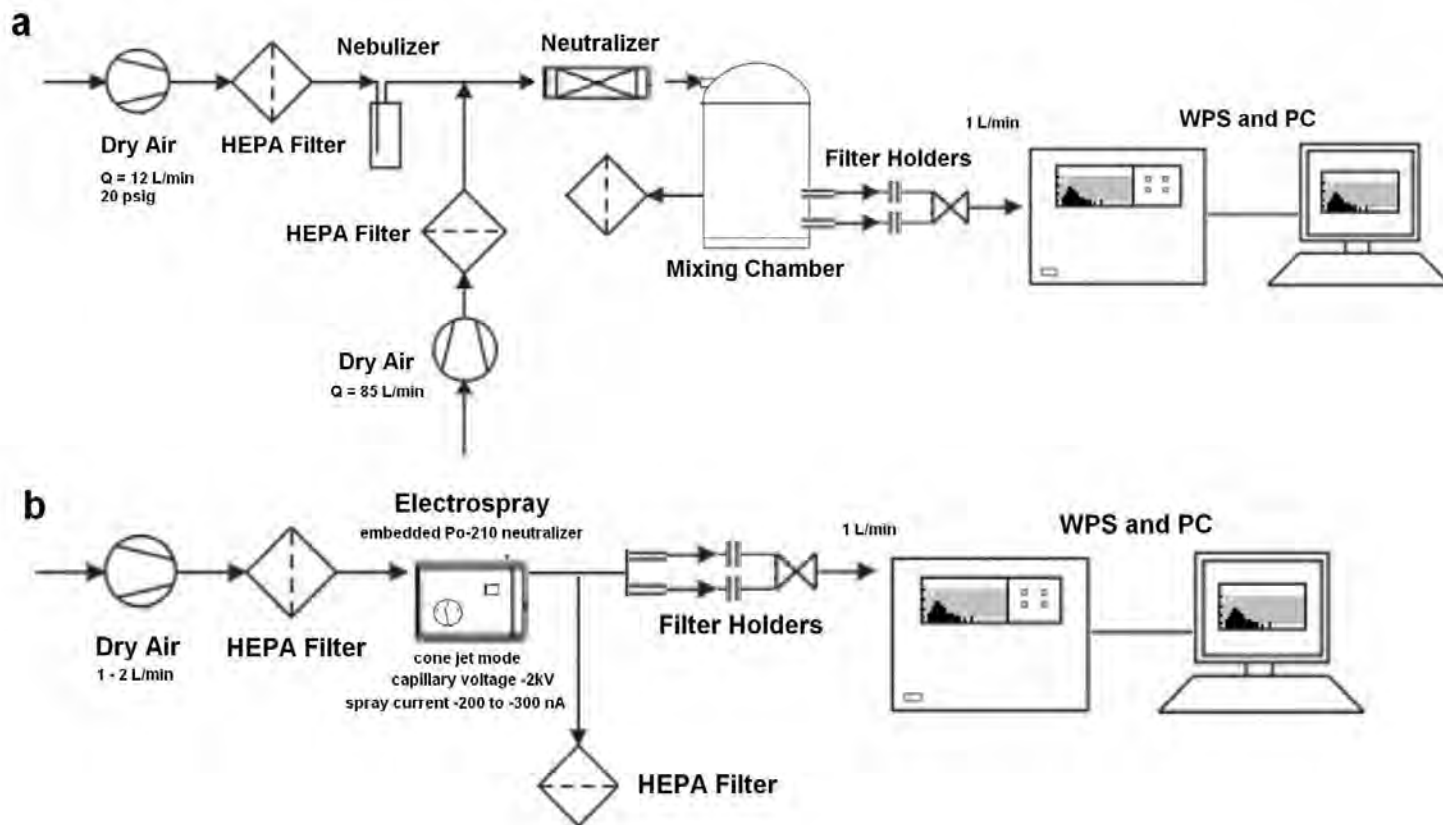 a
Nebulizer
Neutralizer
Dry Air
Q = 12 L/min
20 psig
HEPA Filter
HEPA Filter
Dry Air
Q = 85 L/min
Mixing Chamber
Filter Holders
1 L/min
WPS and PC
b
Electrospray
embedded Po-210 neutralizer
Dry Air
1 - 2 L/min
HEPA Filter
cone jet mode
capillary voltage -2kV
spray current -200 to -300 nA
HEPA Filter
Filter Holders
1 L/min
WPS and PC